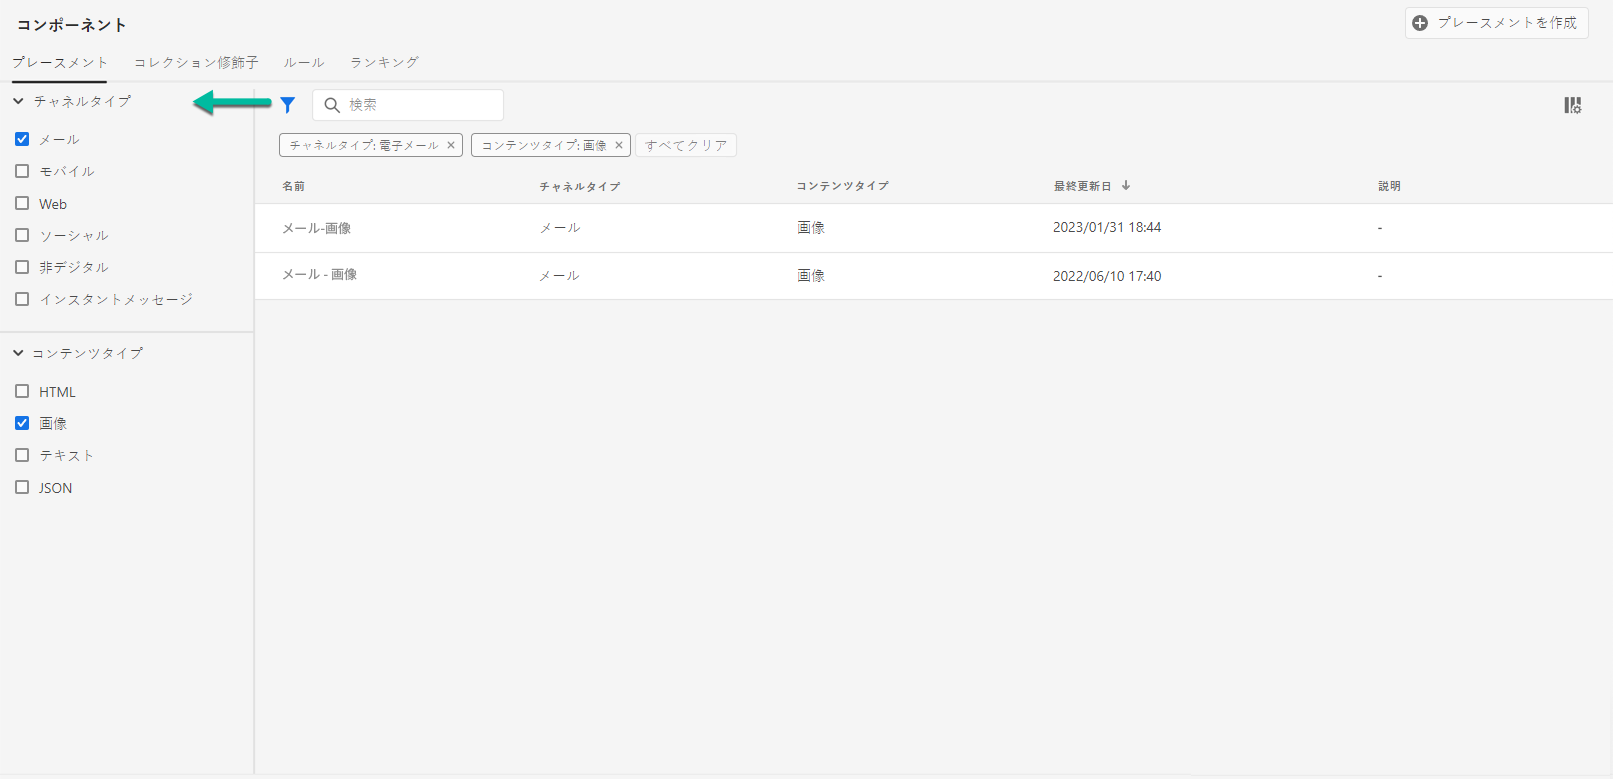 コンポーネント
プレースメントを作成
プレースメント コレクション修飾子 ルール ランキング
チャネルタイプ
メール
モバイル
Web
ソーシャル
非デジタル
インスタントメッセージ
コンテンツタイプ
HTML
画像
テキスト
JSON
検索
チャネルタイプ: 電子メール × コンテンツタイプ: 画像 × すべてクリア
名前 チャネルタイプ コンテンツタイプ 最終更新日 ↓ 説明
メール-画像 メール 画像 2023/01/31 18:44 -
メール - 画像 メール 画像 2022/06/10 17:40 -